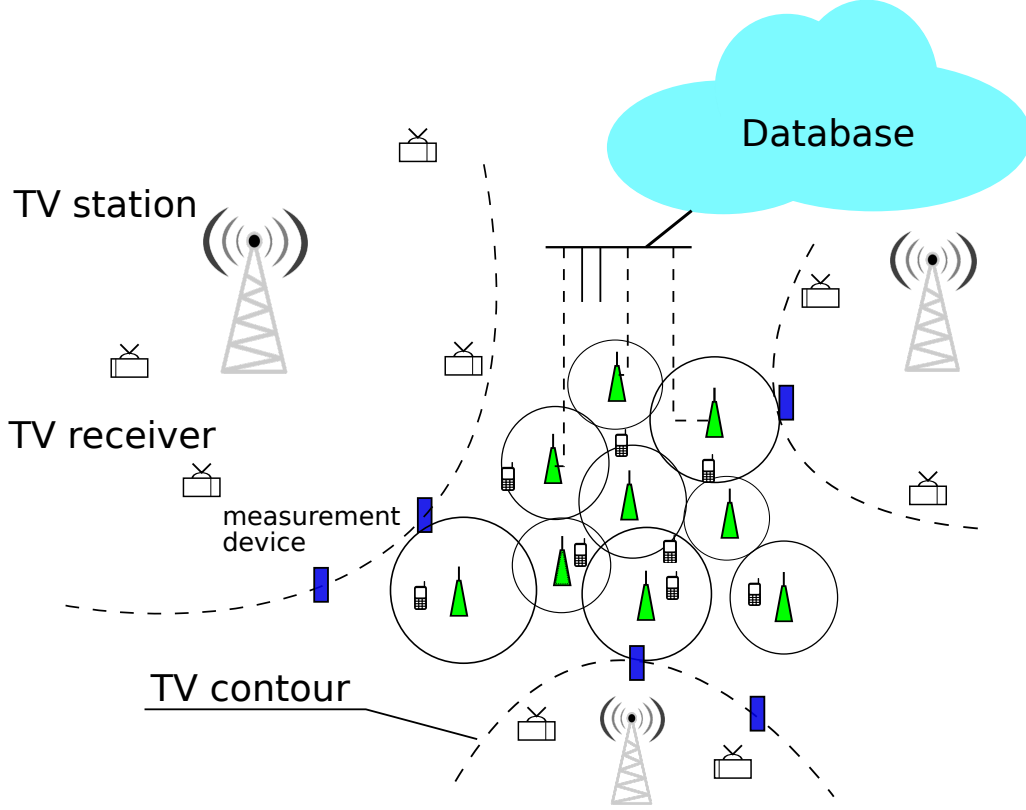 Database
TV station
TV receiver
measurement
device
TV contour